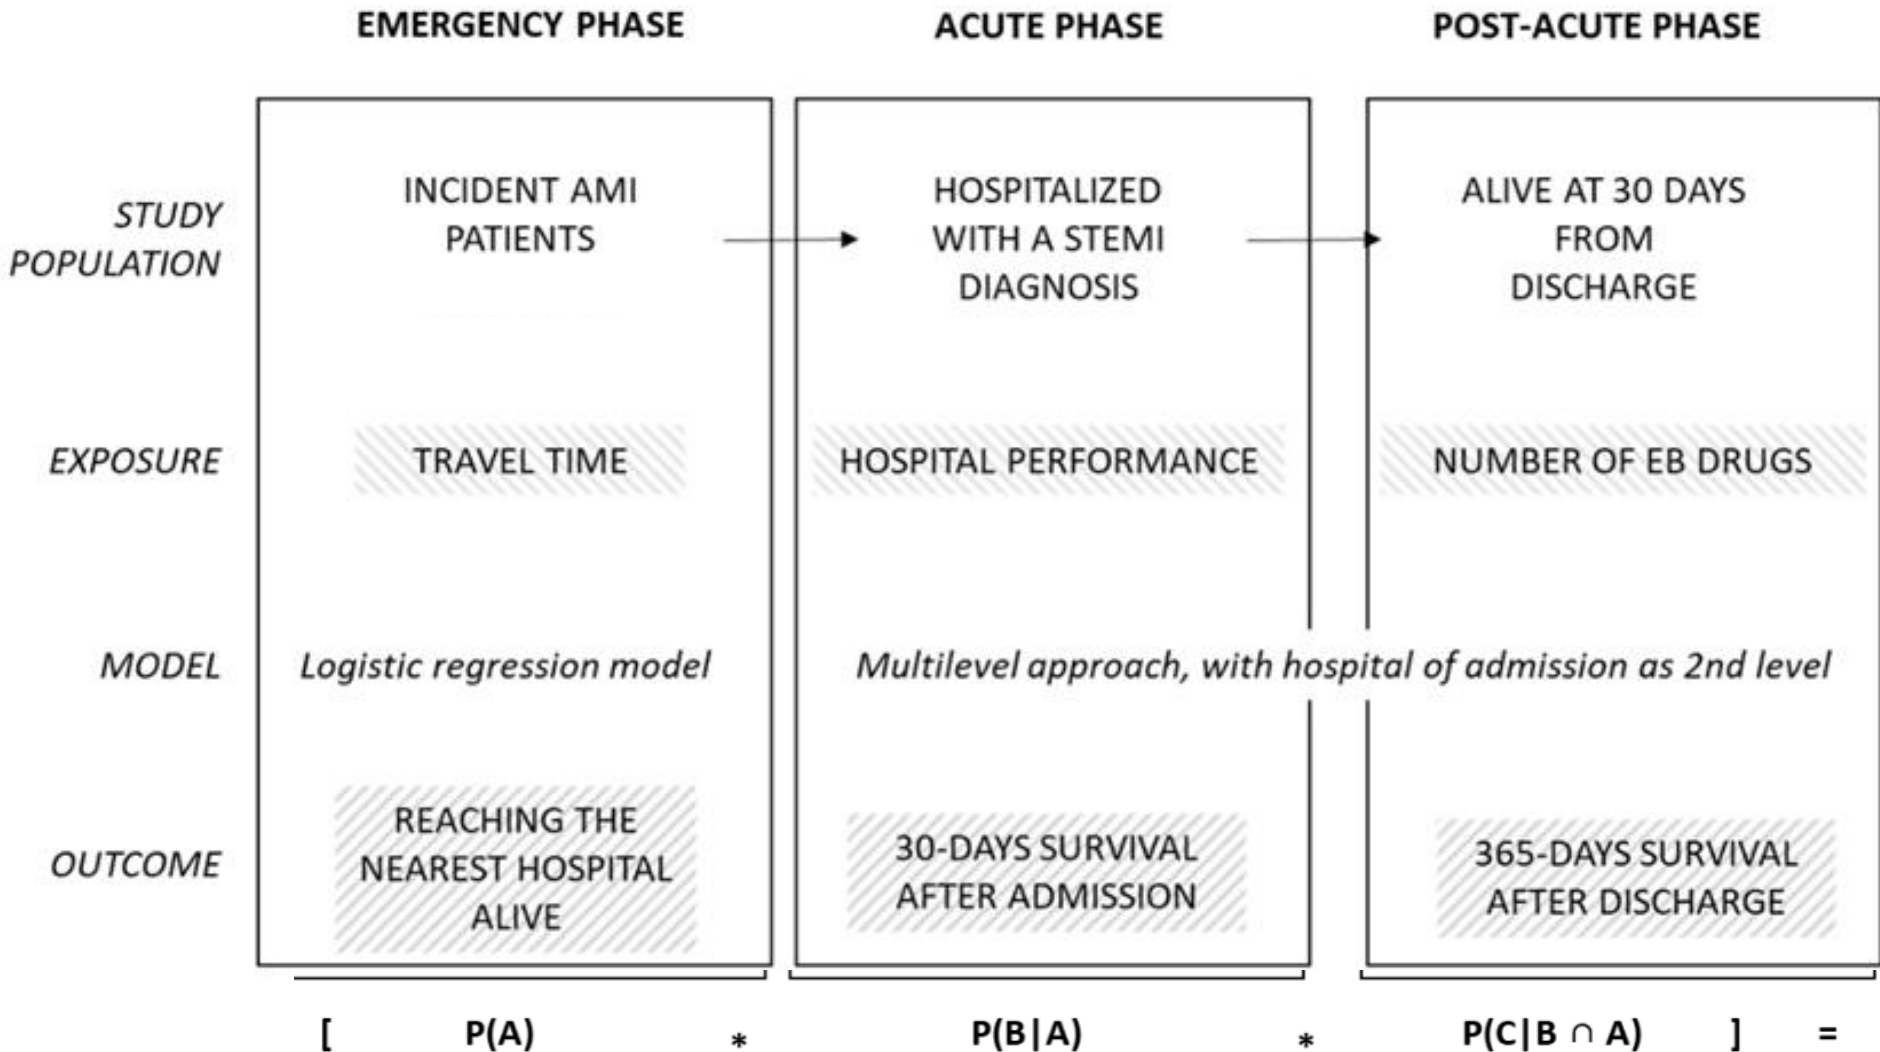 EMERGENCY PHASE
ACUTE PHASE
POST-ACUTE PHASE
STUDY
POPULATION
INCIDENT AMI
PATIENTS
HOSPITALIZED
WITH A STEMI
DIAGNOSIS
ALIVE AT 30 DAYS
FROM
DISCHARGE
EXPOSURE
TRAVEL TIME
HOSPITAL PERFORMANCE
NUMBER OF EB DRUGS
MODEL
Logistic regression model
Multilevel approach, with hospital of admission as 2nd level
OUTCOME
REACHING THE
NEAREST HOSPITAL
ALIVE
30-DAYS SURVIVAL
AFTER ADMISSION
365-DAYS SURVIVAL
AFTER DISCHARGE
[ P(A) * P(B|A) * P(C|B ∩ A) ] =